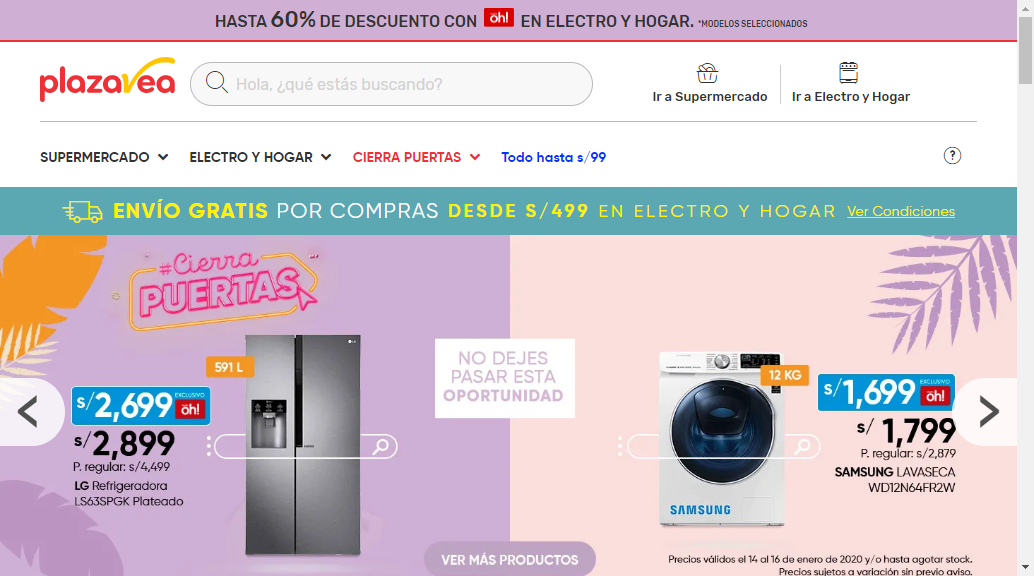 HASTA 60% DE DESCUENTO CON oh! EN ELECTRO Y HOGAR. *MODELOS SELECCIONADOS
plazavea
Hola, ¿qué estás buscando?
Ir a Supermercado
Ir a Electro y Hogar
SUPERMERCADO ELECTRO Y HOGAR CIERRA PUERTAS Todo hasta s/99
?
ENVÍO GRATIS POR COMPRAS DESDE S/499 EN ELECTRO Y HOGAR Ver Condiciones
#Cierra
PUERTAS
591 L
LG
S/2,699 EXCLUSIVO oh!
S/2,899
P. regular: s/4,499
LG Refrigeradora
LS63SPGK Plateado
NO DEJES
PASAR ESTA
OPORTUNIDAD
12 KG
SAMSUNG
S/1,699 EXCLUSIVO oh!
S/ 1,799
P. regular: s/2,879
SAMSUNG LAVASECA
WD12N64FR2W
VER MÁS PRODUCTOS
Precios válidos el 14 al 16 de enero de 2020 y/o hasta agotar stock.
Precios sujetos a variación sin previo aviso.